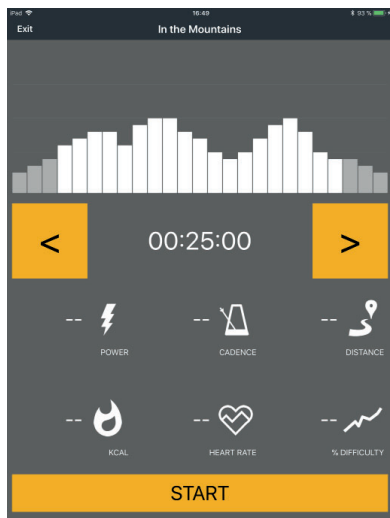 iPad 16:49 93 %
Exit In the Mountains
< 00:25:00 >
-- -- --
POWER CADENCE DISTANCE
-- -- --
KCAL HEART RATE % DIFFICULTY
START